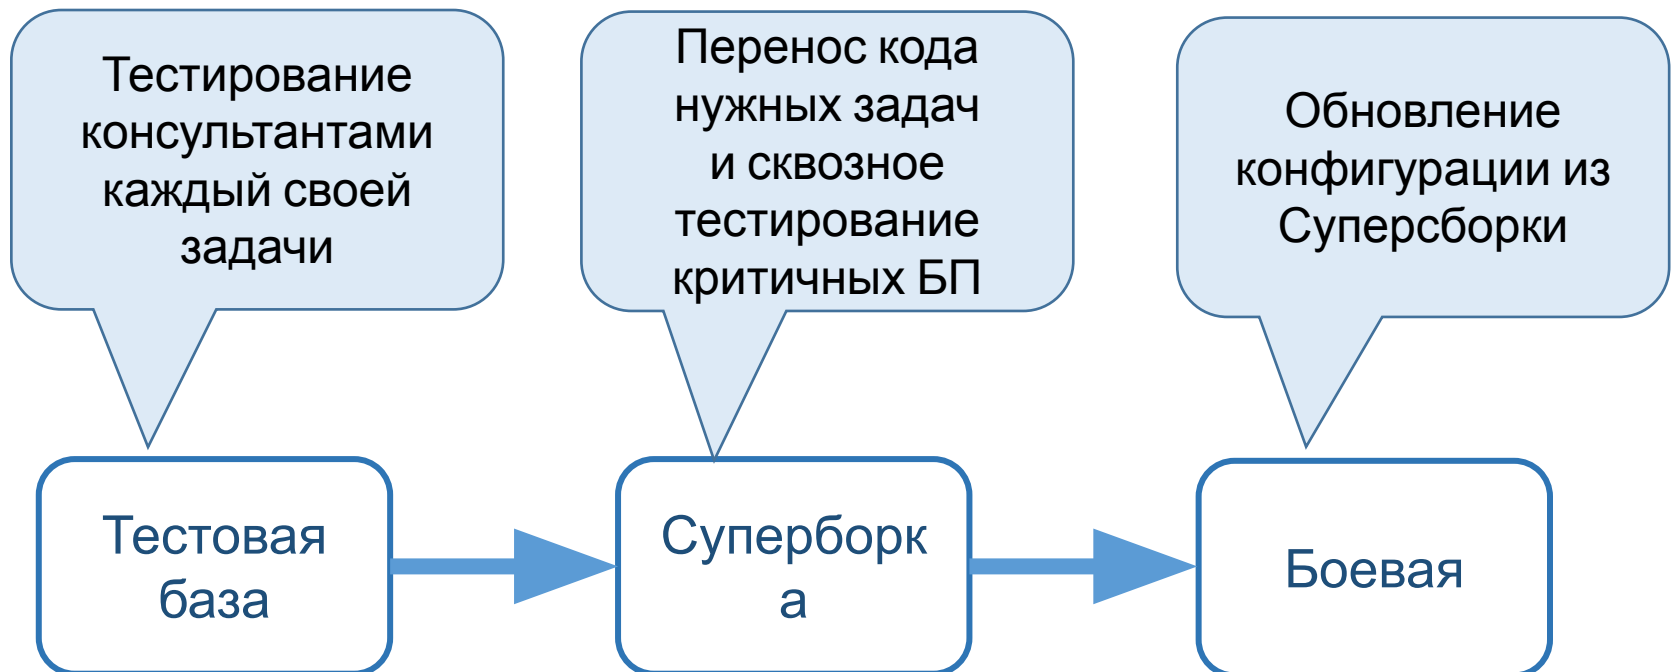 Тестирование
консультантами
каждый своей
задачи
Перенос кода
нужных задач
и сквозное
тестирование
критичных БП
Обновление
конфигурации из
Суперсборки
Тестовая
база
Суперборк
а
Боевая